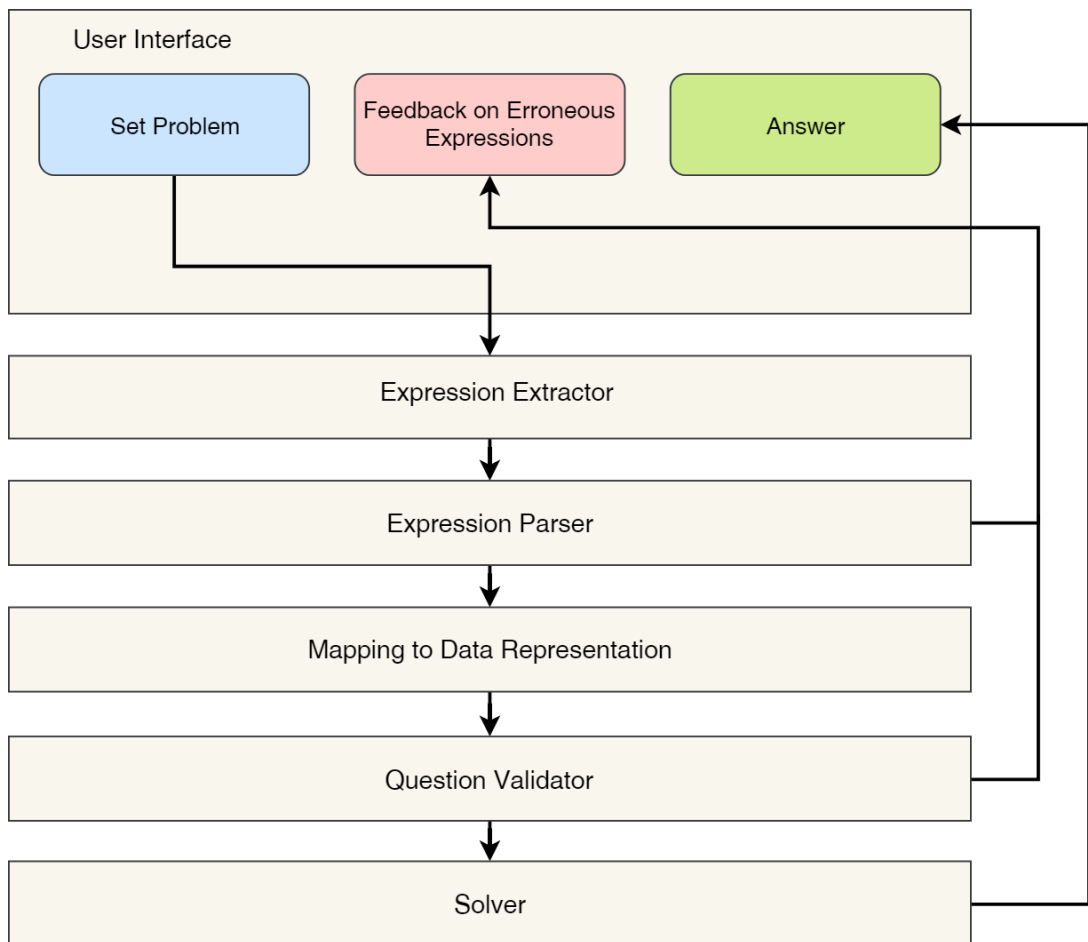 User Interface
Set Problem
Feedback on Erroneous
Expressions
Answer
Expression Extractor
Expression Parser
Mapping to Data Representation
Question Validator
Solver